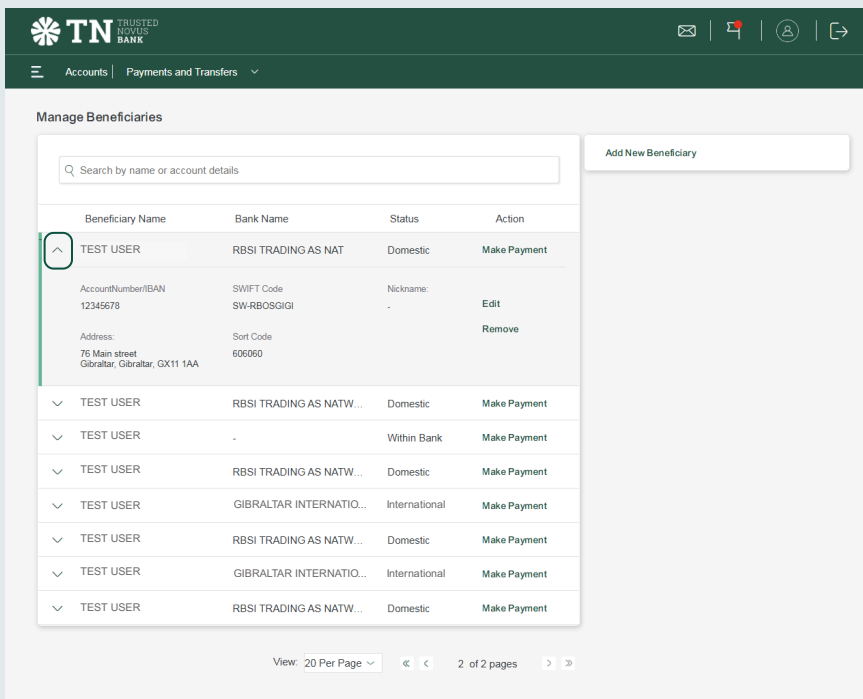 TN TRUSTED NOVUS BANK
Accounts Payments and Transfers
Manage Beneficiaries
Search by name or account details
Add New Beneficiary
Beneficiary Name Bank Name Status Action
TEST USER RBSI TRADING AS NAT Domestic Make Payment
AccountNumber/IBAN SWIFT Code Nickname:
12345678 SW-RBOSGIGI - Edit
Remove
Address: Sort Code
76 Main street 606060
Gibraltar, Gibraltar, GX11 1AA
TEST USER RBSI TRADING AS NATW... Domestic Make Payment
TEST USER - Within Bank Make Payment
TEST USER RBSI TRADING AS NATW... Domestic Make Payment
TEST USER GIBRALTAR INTERNATIO... International Make Payment
TEST USER RBSI TRADING AS NATW... Domestic Make Payment
TEST USER GIBRALTAR INTERNATIO... International Make Payment
TEST USER RBSI TRADING AS NATW... Domestic Make Payment
View: 20 Per Page « < 2 of 2 pages > »